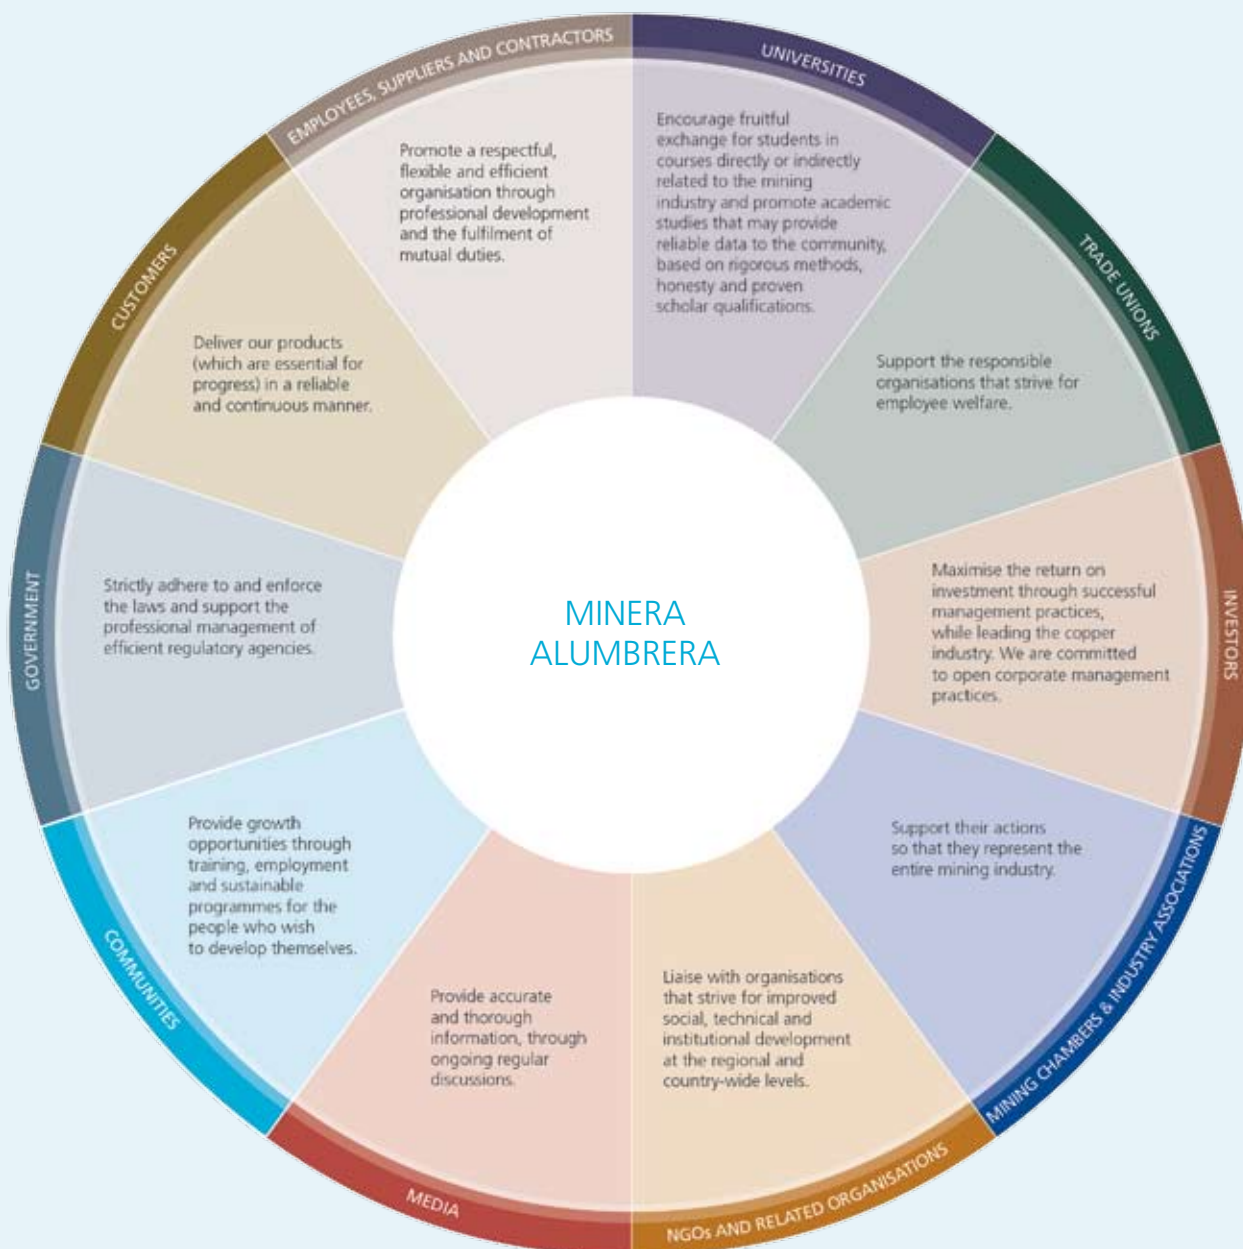 UNIVERSITIES
Encourage fruitful
exchange for students in
courses directly or indirectly
related to the mining
industry and promote academic
studies that may provide
reliable data to the community,
based on rigorous methods,
honesty and proven
scholar qualifications.
TRADE UNIONS
Support the responsible
organisations that strive for
employee welfare.
INVESTORS
Maximise the return on
investment through successful
management practices,
while leading the copper
industry. We are committed
to open corporate management
practices.
MINING CHAMBERS & INDUSTRY ASSOCIATIONS
Support their actions
so that they represent the
entire mining industry.
NGOs AND RELATED ORGANISATIONS
Liaise with organisations
that strive for improved
social, technical and
institutional development
at the regional and
country-wide levels.
MEDIA
Provide accurate
and thorough
information, through
ongoing regular
discussions.
COMMUNITIES
Provide growth
opportunities through
training, employment
and sustainable
programmes for the
people who wish
to develop themselves.
GOVERNMENT
Strictly adhere to and enforce
the laws and support the
professional management of
efficient regulatory agencies.
CUSTOMERS
Deliver our products
(which are essential for
progress) in a reliable
and continuous manner.
EMPLOYEES, SUPPLIERS AND CONTRACTORS
Promote a respectful,
flexible and efficient
organisation through
professional development
and the fulfilment of
mutual duties.
MINERA
ALUMBRERA